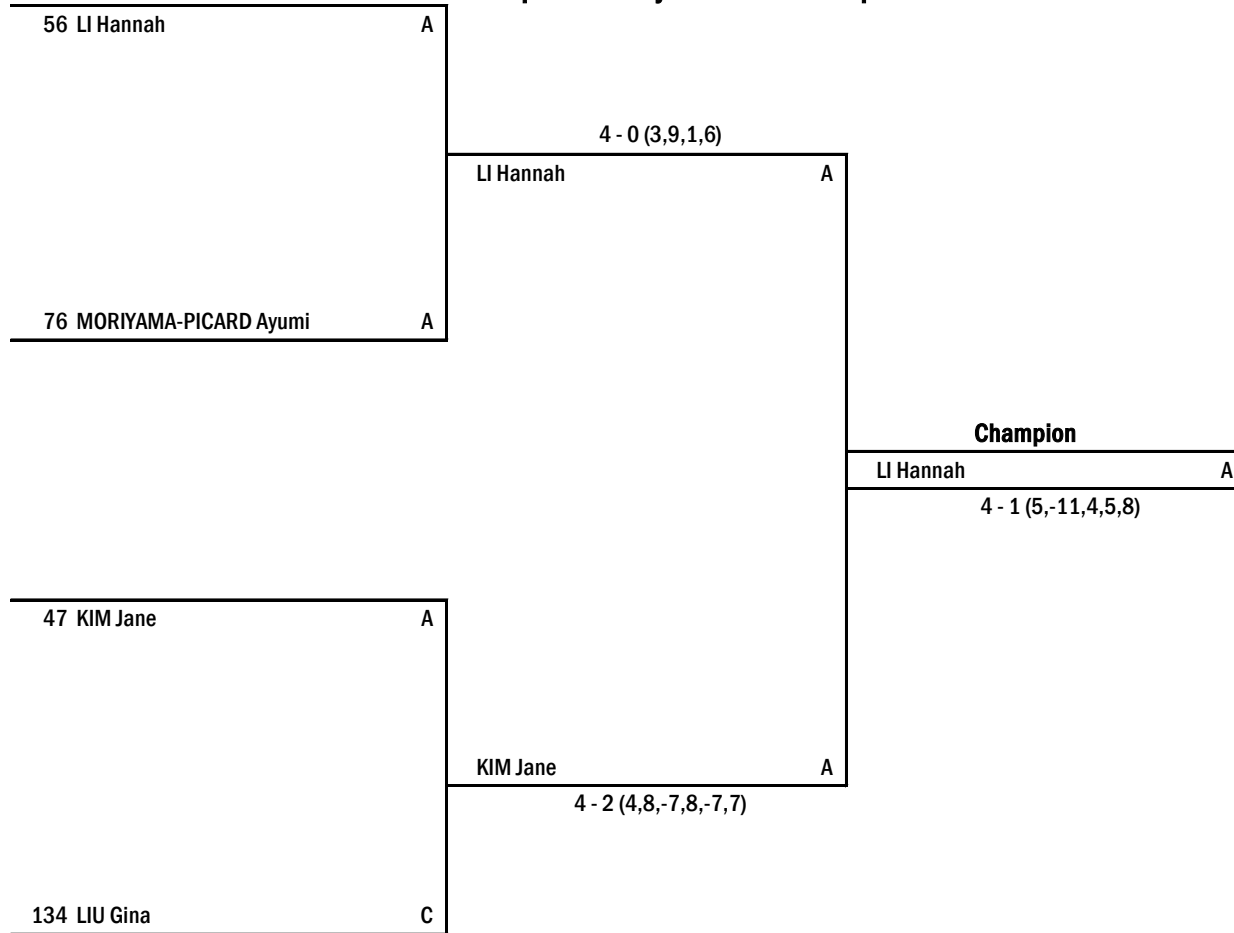 56 LI Hannah A
4 - 0 (3,9,1,6)
LI Hannah A
76 MORIYAMA-PICARD Ayumi A
Champion
LI Hannah A
4 - 1 (5,-11,4,5,8)
47 KIM Jane A
KIM Jane A
4 - 2 (4,8,-7,8,-7,7)
134 LIU Gina C